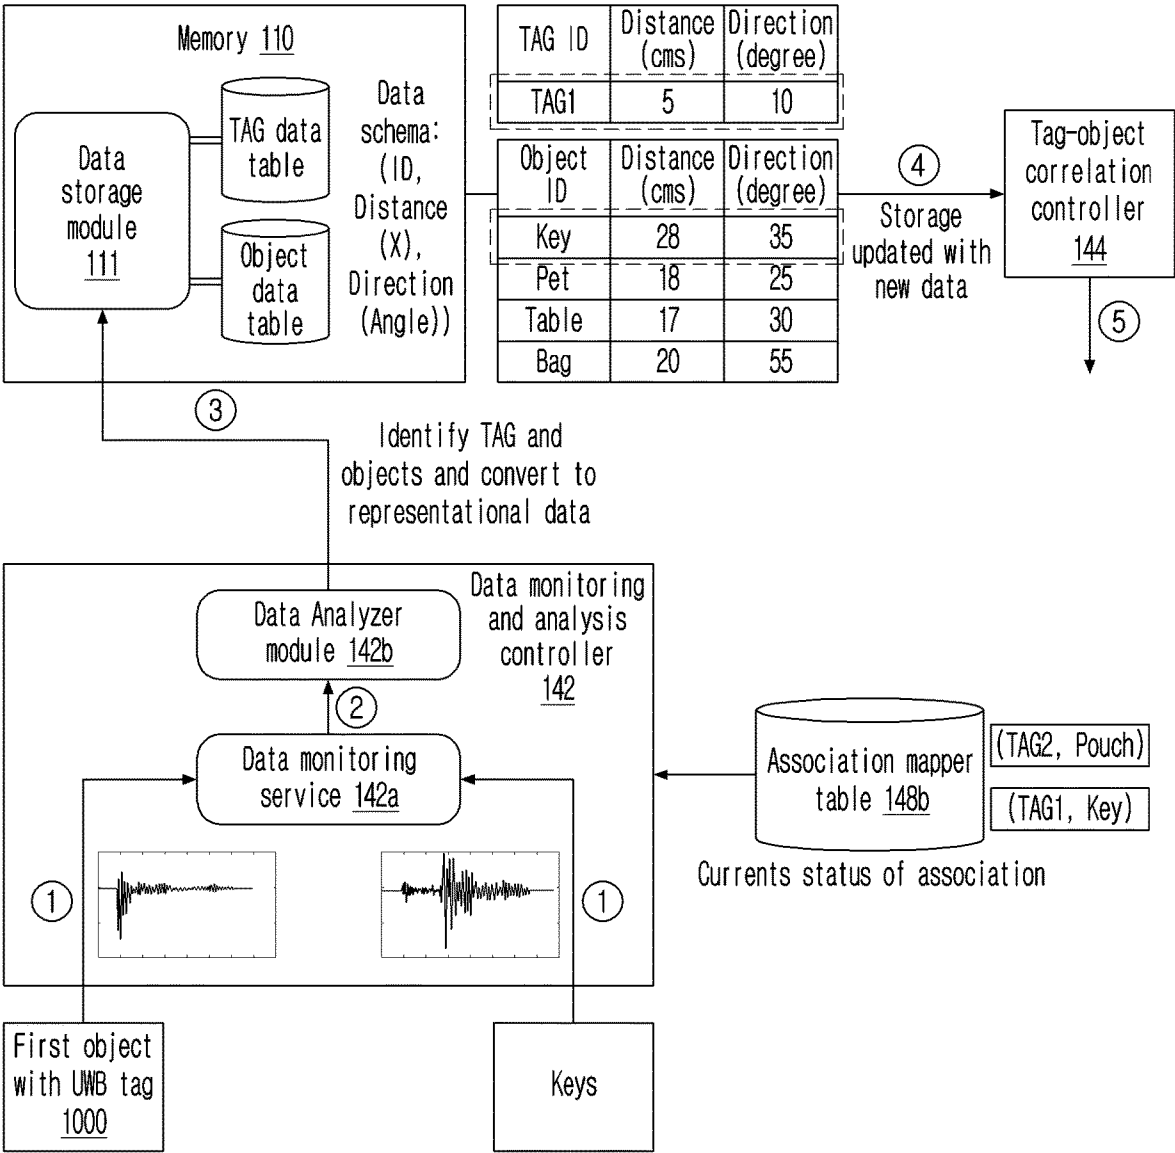 Memory 110
Data
storage
module
111
TAG data
table
Object
data
table
Data
schema:
(ID,
Distance
(X),
Direction
(Angle))
TAG ID Distance (cms) Direction (degree)
TAG1 5 10
Object ID Distance (cms) Direction (degree)
Key 28 35
Pet 18 25
Table 17 30
Bag 20 55
4
Storage
updated with
new data
Tag-object
correlation
controller
144
5
3
Identify TAG and
objects and convert to
representational data
Data monitoring
and analysis
controller
142
Data Analyzer
module 142b
2
Data monitoring
service 142a
1
1
Association mapper
table 148b
(TAG2, Pouch)
(TAG1, Key)
Currents status of association
First object
with UWB tag
1000
Keys